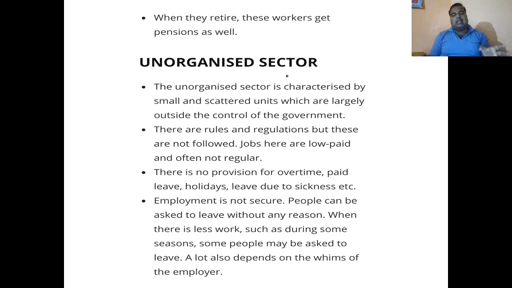 • When they retire, these workers get
pensions as well.
UNORGANISED SECTOR
• The unorganised sector is characterised by
small and scattered units which are largely
outside the control of the government.
• There are rules and regulations but these
are not followed. Jobs here are low-paid
and often not regular.
• There is no provision for overtime, paid
leave, holidays, leave due to sickness etc.
• Employment is not secure. People can be
asked to leave without any reason. When
there is less work, such as during some
seasons, some people may be asked to
leave. A lot also depends on the whims of
the employer.